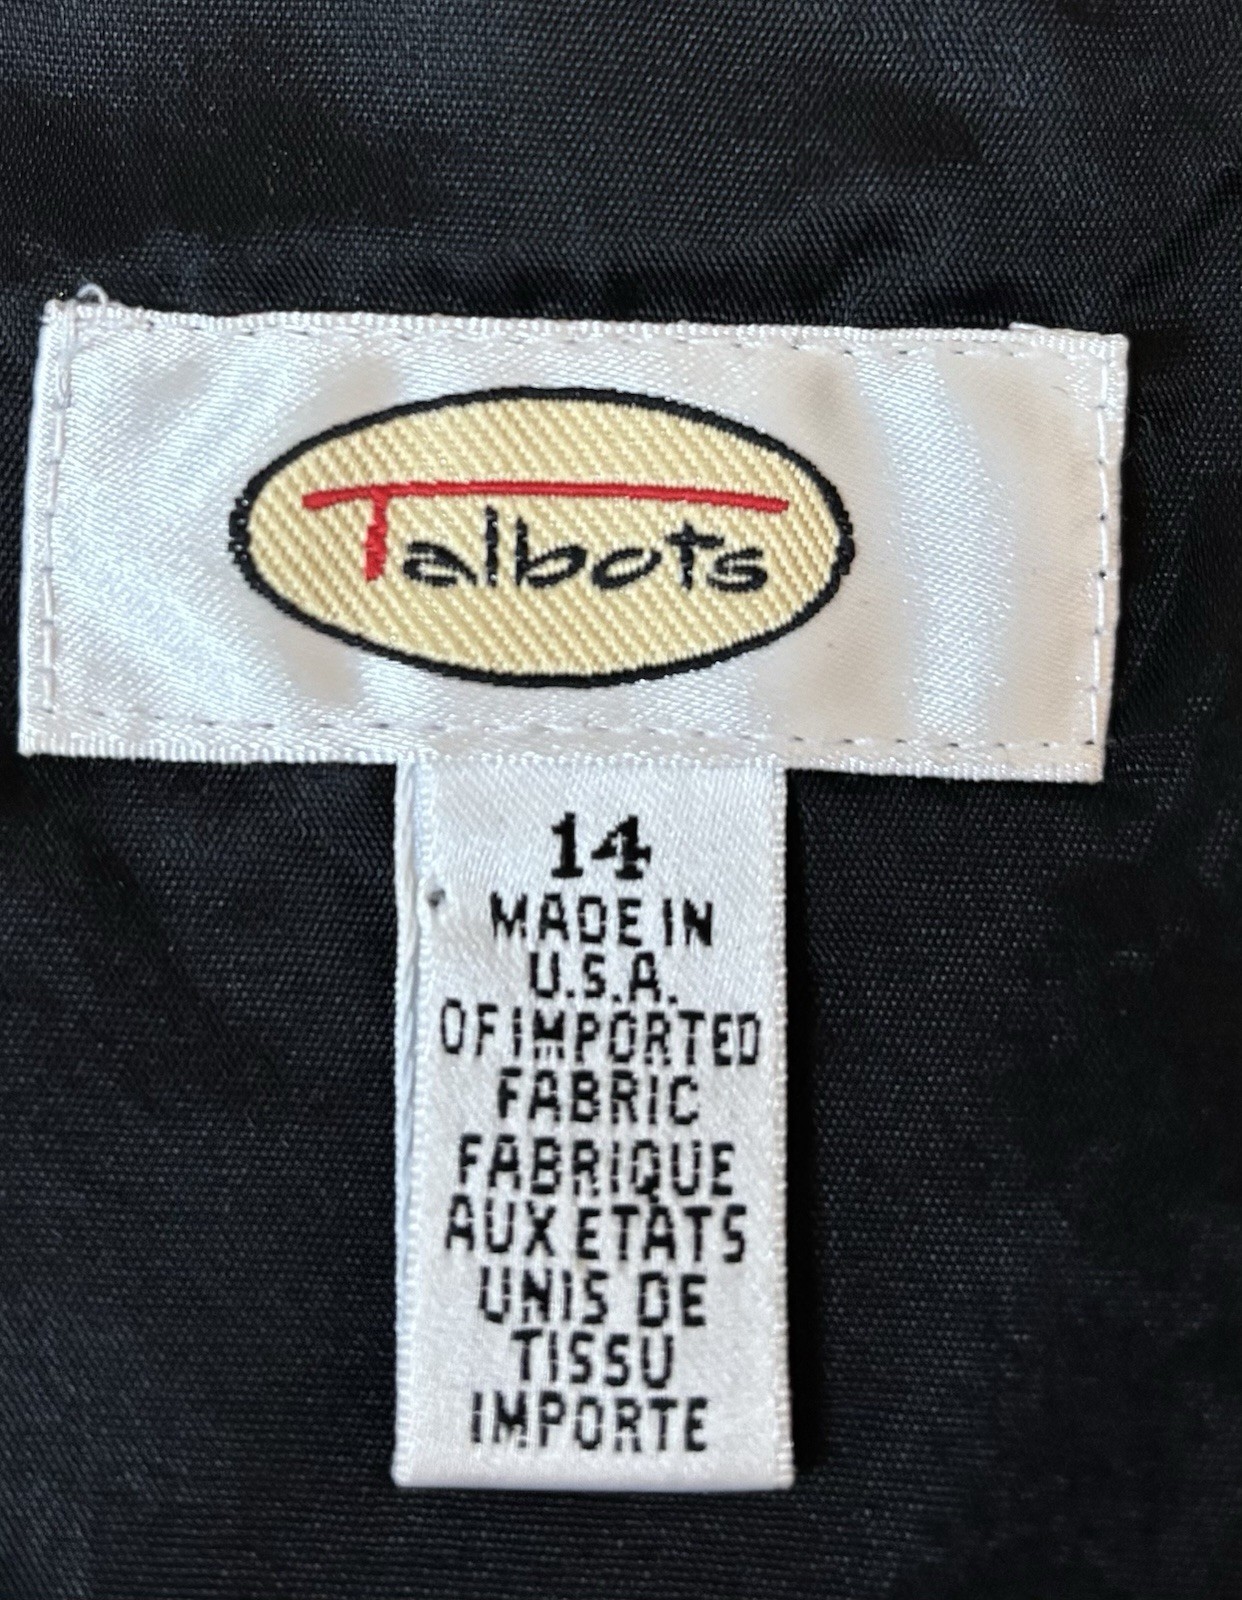 Talbots
14
MADE IN
U.S.A.
OF IMPORTED
FABRIC
FABRIQUE
AUX ETATS
UNIS DE
TISSU
IMPORTE